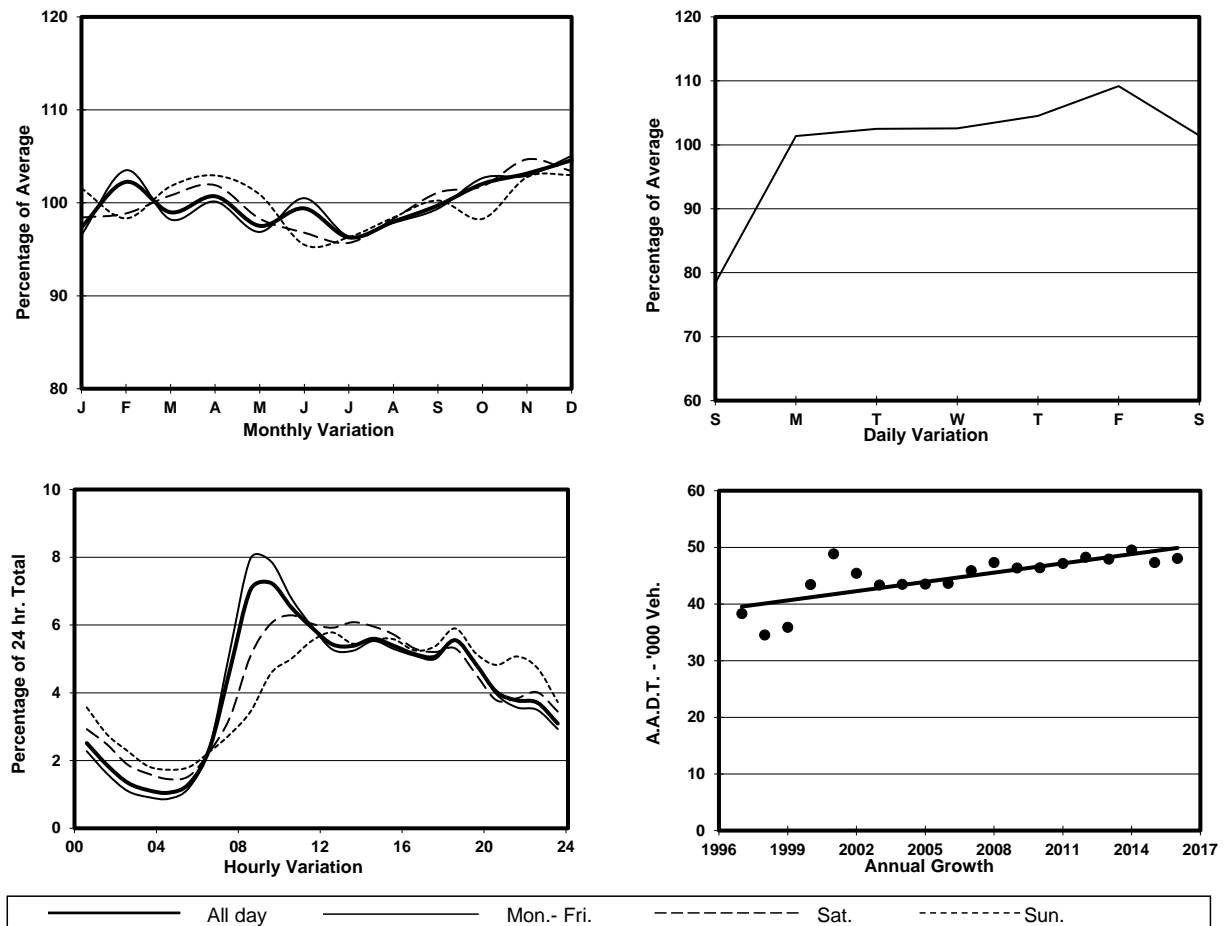 120
110
100
90
80
Percentage of Average
J F M A M J J A S O N D
Monthly Variation
120
110
100
90
80
70
60
Percentage of Average
S M T W T F S
Daily Variation
10
8
6
4
2
0
Percentage of 24 hr. Total
00 04 08 12 16 20 24
Hourly Variation
60
50
40
30
20
10
0
A.A.D.T. - '000 Veh.
1996 1999 2002 2005 2008 2011 2014 2017
Annual Growth
All day Mon.- Fri. Sat. Sun.